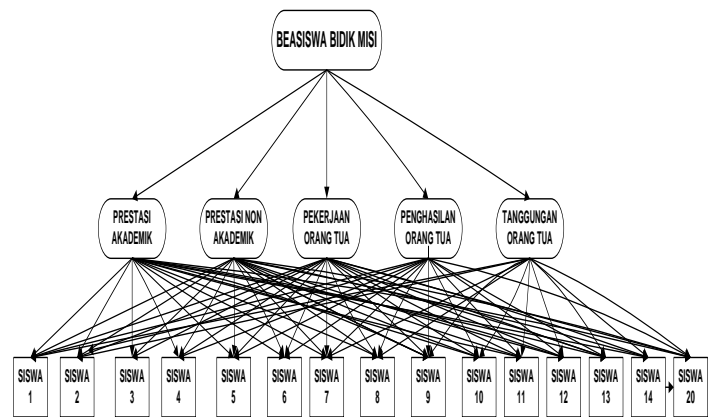 BEASISWA BIDIK MISI
PRESTASI
AKADEMIK
PRESTASI NON
AKADEMIK
PEKERJAAN
ORANG TUA
PENGHASILAN
ORANG TUA
TANGGUNGAN
ORANG TUA
SISWA
1
SISWA
2
SISWA
3
SISWA
4
SISWA
5
SISWA
6
SISWA
7
SISWA
8
SISWA
9
SISWA
10
SISWA
11
SISWA
12
SISWA
13
SISWA
14
SISWA
20